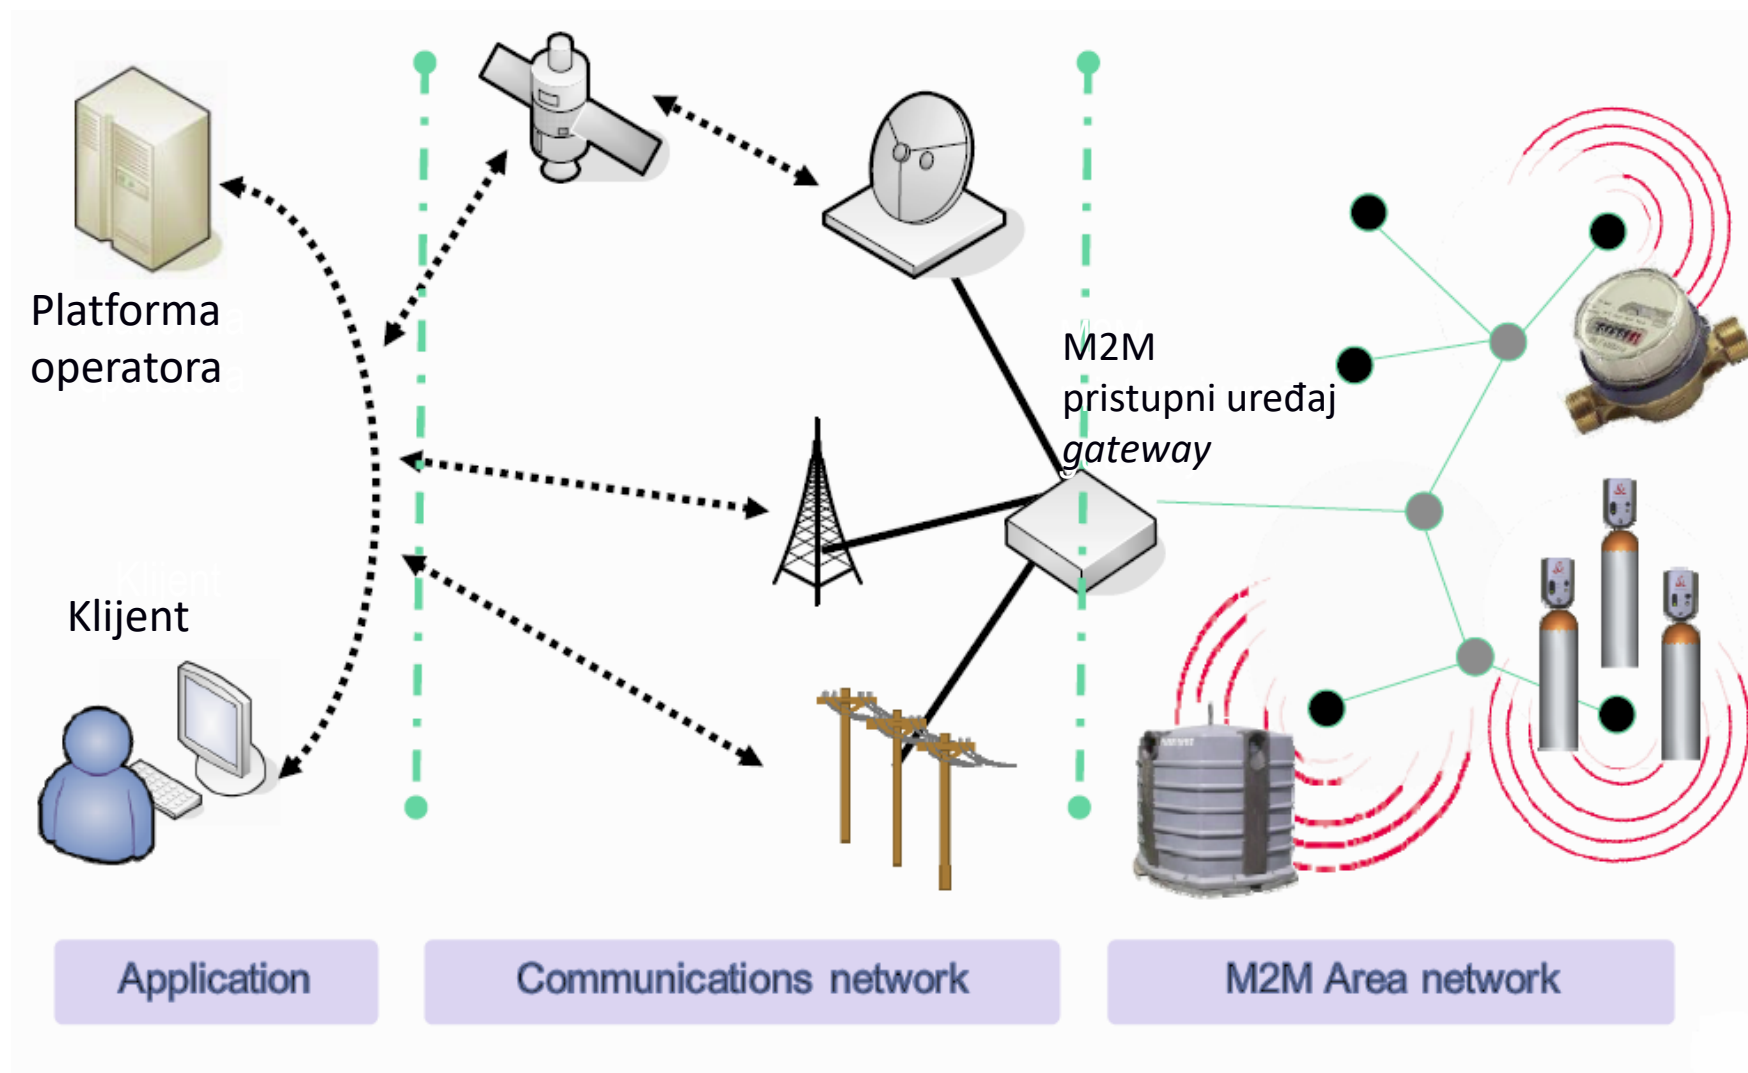 Platforma
operatora
Klijent
M2M
pristupni uređaj
gateway
Application
Communications network
M2M Area network